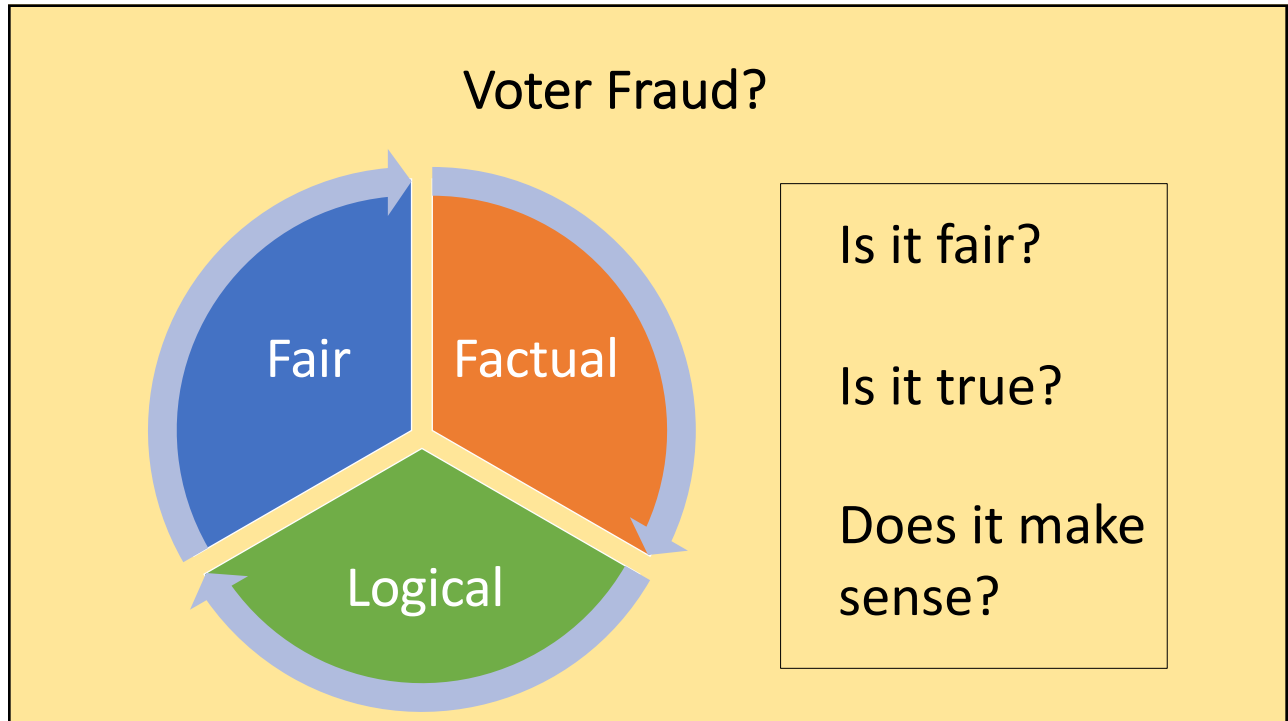 Voter Fraud?
Fair
Factual
Logical
Is it fair?
Is it true?
Does it make
sense?